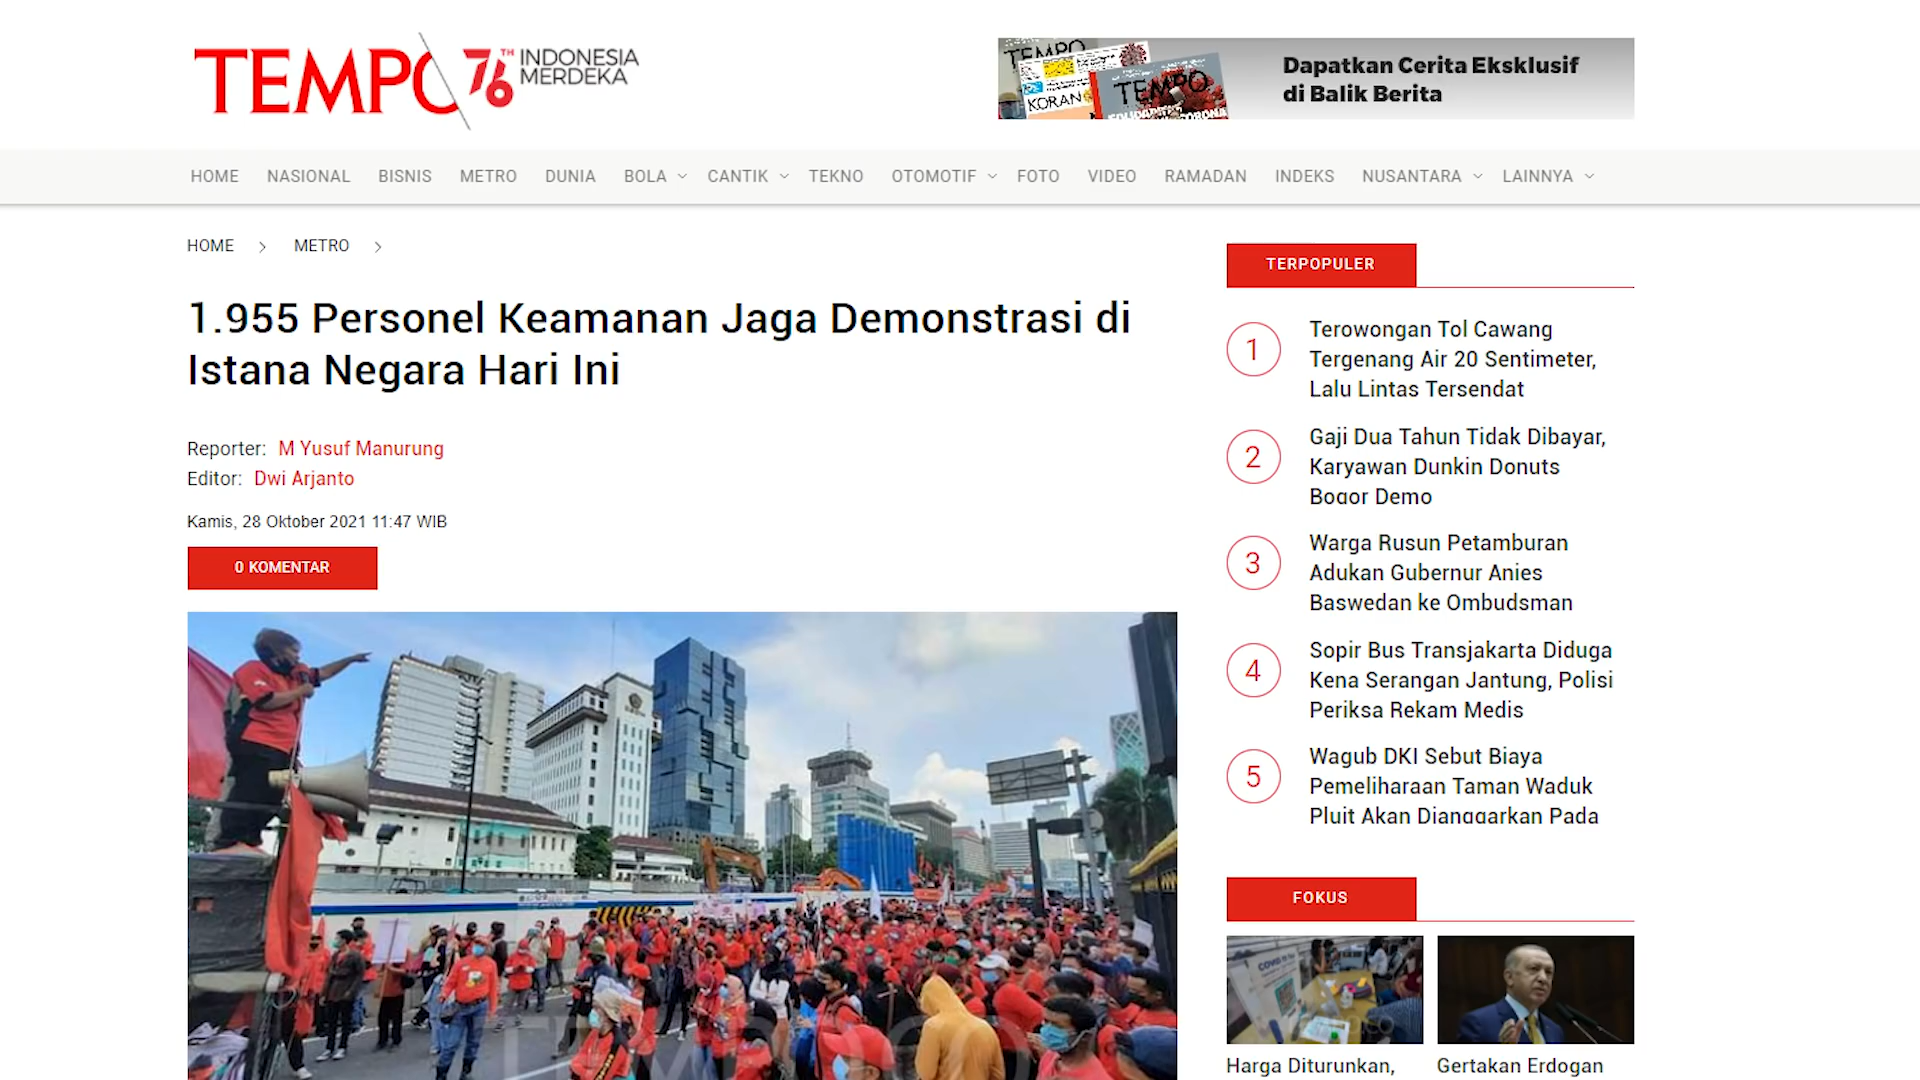 TEMPO 76TH INDONESIA
MERDEKA
TEMPO
KORAN
TEMPO
Dapatkan Cerita Eksklusif
di Balik Berita
HOME NASIONAL BISNIS METRO DUNIA BOLA CANTIK TEKNO OTOMOTIF FOTO VIDEO RAMADAN INDEKS NUSANTARA LAINNYA
HOME > METRO >
1.955 Personel Keamanan Jaga Demonstrasi di
Istana Negara Hari Ini
Reporter: M Yusuf Manurung
Editor: Dwi Arjanto
Kamis, 28 Oktober 2021 11:47 WIB
0 KOMENTAR
TEMPO.CO
TERPOPULER
1
Terowongan Tol Cawang
Tergenang Air 20 Sentimeter,
Lalu Lintas Tersendat
2
Gaji Dua Tahun Tidak Dibayar,
Karyawan Dunkin Donuts
Bogor Demo
3
Warga Rusun Petamburan
Adukan Gubernur Anies
Baswedan ke Ombudsman
4
Sopir Bus Transjakarta Diduga
Kena Serangan Jantung, Polisi
Periksa Rekam Medis
5
Wagub DKI Sebut Biaya
Pemeliharaan Taman Waduk
Pluit Akan Dianggarkan Pada
FOKUS
Harga Diturunkan,
Gertakan Erdogan